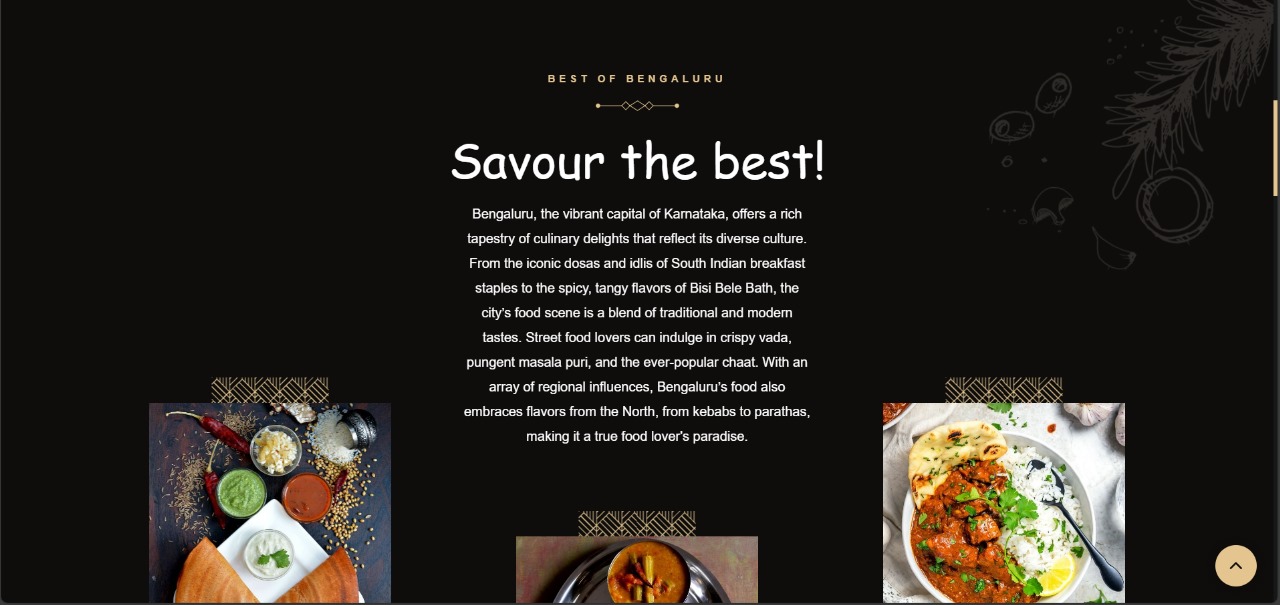 BEST OF BENGALURU
Savour the best!
Bengaluru, the vibrant capital of Karnataka, offers a rich
tapestry of culinary delights that reflect its diverse culture.
From the iconic dosas and idlis of South Indian breakfast
staples to the spicy, tangy flavors of Bisi Bele Bath, the
city's food scene is a blend of traditional and modern
tastes. Street food lovers can indulge in crispy vada,
pungent masala puri, and the ever-popular chaat. With an
array of regional influences, Bengaluru's food also
embraces flavors from the North, from kebabs to parathas,
making it a true food lover's paradise.